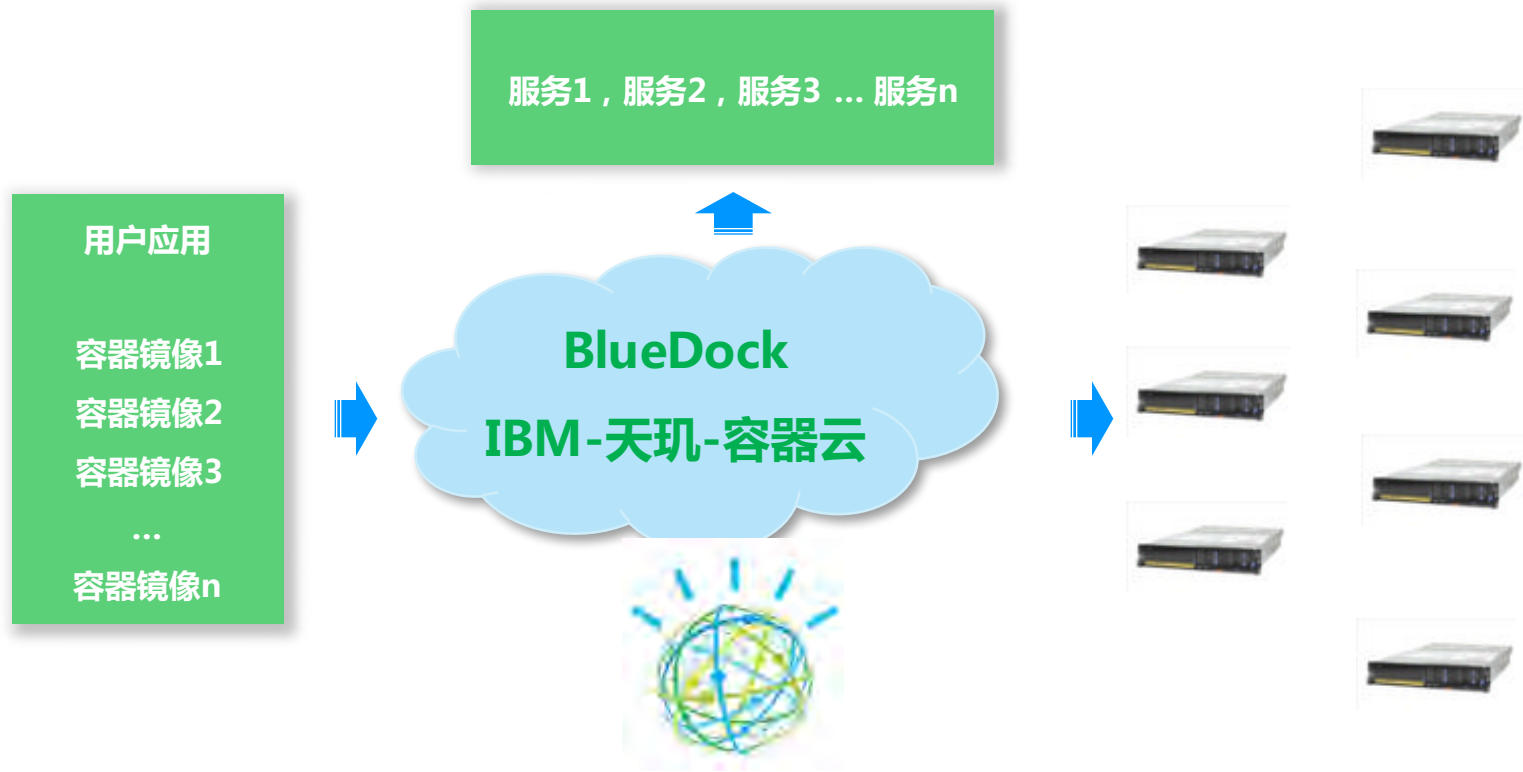 服务1，服务2，服务3 … 服务n
用户应用
容器镜像1
容器镜像2
容器镜像3
…
容器镜像n
BlueDock
IBM-天玑-容器云